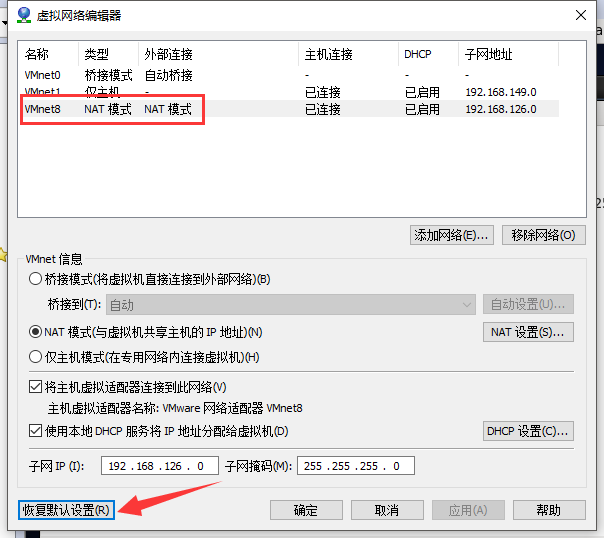 虚拟网络编辑器
名称 类型 外部连接 主机连接 DHCP 子网地址
VMnet0 桥接模式 自动桥接 - - -
VMnet1 仅主机... - 已连接 已启用 192.168.149.0
VMnet8 NAT 模式 NAT 模式 已连接 已启用 192.168.126.0
添加网络(E)... 移除网络(O)
VMnet 信息
桥接模式(将虚拟机直接连接到外部网络)(B)
桥接到(T): 自动 自动设置(U)...
NAT 模式(与虚拟机共享主机的 IP 地址)(N) NAT 设置(S)...
仅主机模式(在专用网络内连接虚拟机)(H)
将主机虚拟适配器连接到此网络(V)
主机虚拟适配器名称: VMware 网络适配器 VMnet8
使用本地 DHCP 服务将 IP 地址分配给虚拟机(D) DHCP 设置(C)...
子网 IP (I): 192 . 168 . 126 . 0 子网掩码(M): 255 . 255 . 255 . 0
恢复默认设置(R) 确定 取消 应用(A) 帮助